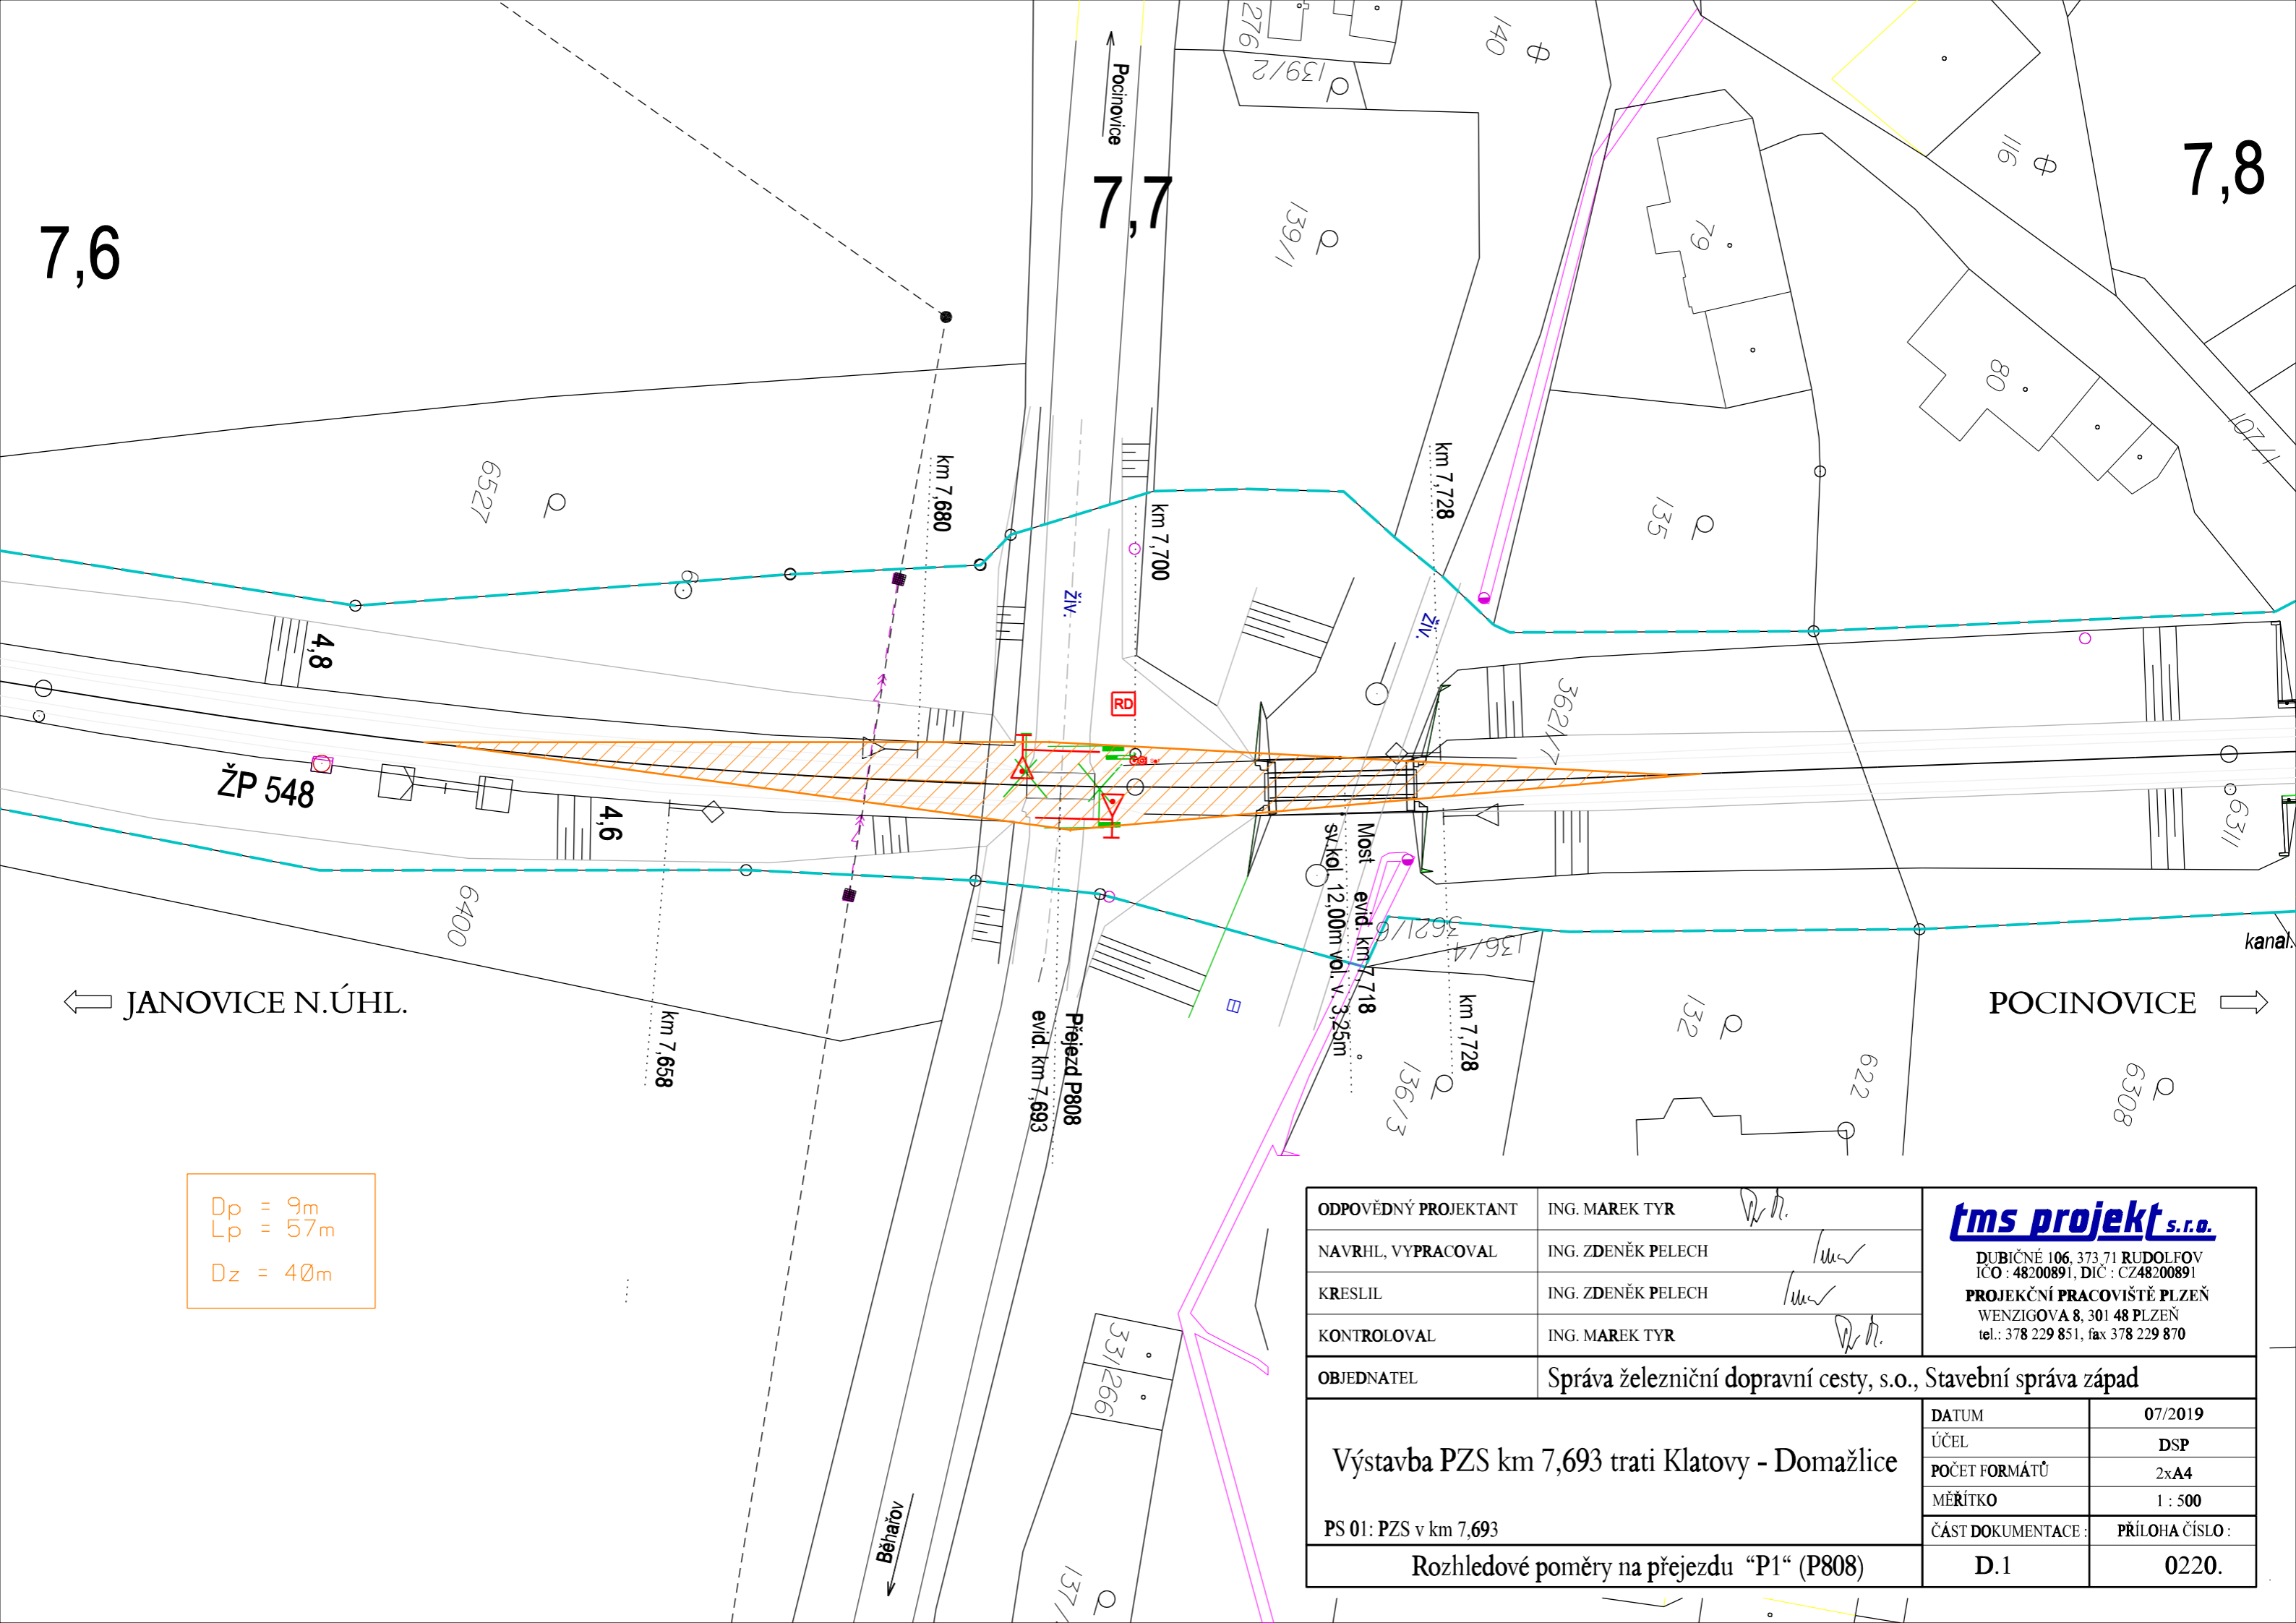 7,6
7,7
7,8
Pocinovice
276
139/2
140
116
139/1
79
80
120/1
6527
km 7,680
km 7,700
km 7,728
135
živ.
živ.
6
4,8
RD
3621/7
ŽP 548
4,6
6311
Most evid. km 7,718
sv.kol. 12,00m vol. v. 3,25m
3621/6
136/4
6400
kanal.
JANOVICE N.ÚHL.
POCINOVICE
km 7,658
Přejezd P808
evid. km 7,693
km 7,728
132
136/3
622
6308
Dp = 9m
Lp = 57m
Dz = 40m
331
266
137/
Běhařov
ODPOVĚDNÝ PROJEKTANT ING. MAREK TYR
NAVRHL, VYPRACOVAL ING. ZDENĚK PELECH
KRESLIL ING. ZDENĚK PELECH
KONTROLOVAL ING. MAREK TYR
tms projekt s.r.o.
DUBIČNÉ 106, 373 71 RUDOLFOV
IČO : 48200891, DIČ : CZ48200891
PROJEKČNÍ PRACOVIŠTĚ PLZEŇ
WENZIGOVA 8, 301 48 PLZEŇ
tel.: 378 229 851, fax 378 229 870
OBJEDNATEL Správa železniční dopravní cesty, s.o., Stavební správa západ
Výstavba PZS km 7,693 trati Klatovy - Domažlice
PS 01: PZS v km 7,693
DATUM 07/2019
ÚČEL DSP
POČET FORMÁTŮ 2xA4
MĚŘÍTKO 1 : 500
ČÁST DOKUMENTACE : PŘÍLOHA ČÍSLO :
Rozhledové poměry na přejezdu “P1“ (P808)
D.1 0220.